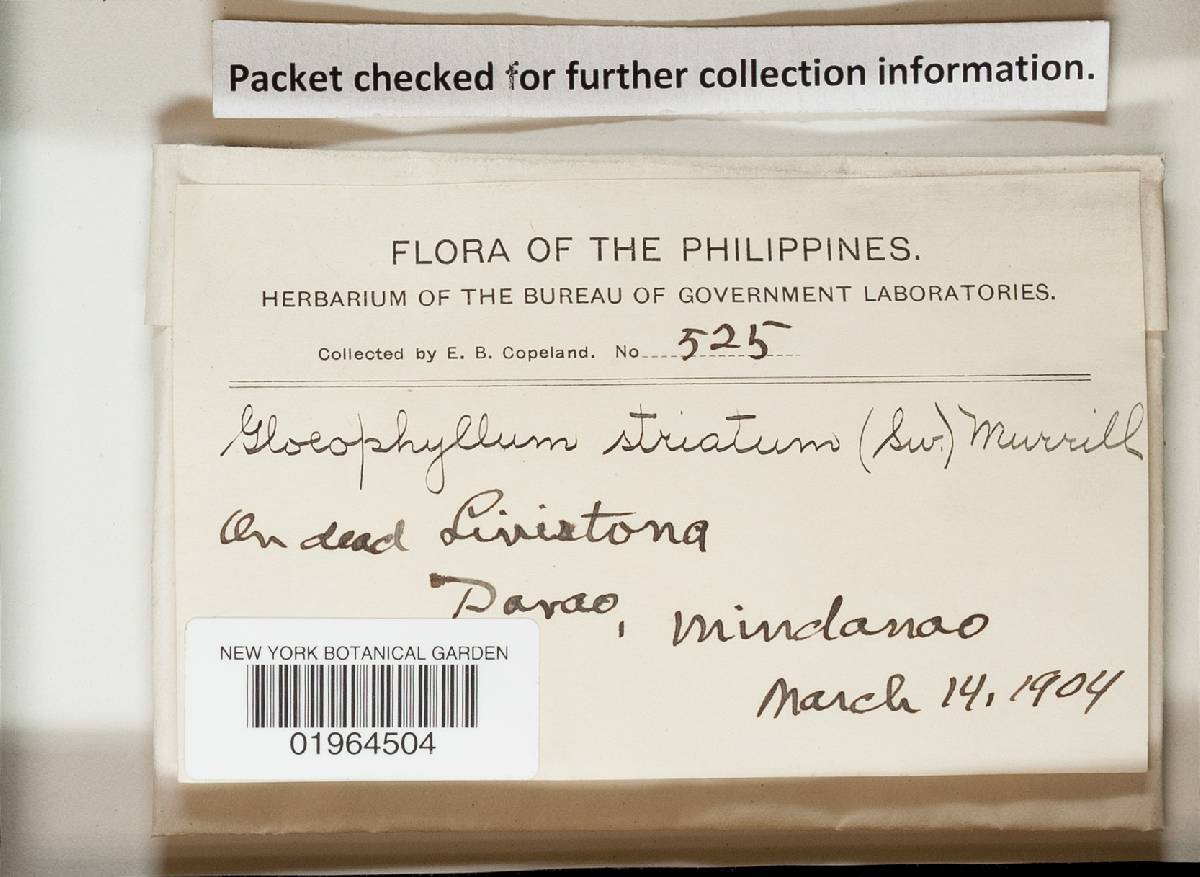 Packet checked for further collection information.
FLORA OF THE PHILIPPINES.
HERBARIUM OF THE BUREAU OF GOVERNMENT LABORATORIES.
Collected by E. B. Copeland. No. 525
Gloeophyllum striatum (Sw.) Murrill
On dead Livistona
Davao, Mindanao
March 14, 1904
NEW YORK BOTANICAL GARDEN
01964504